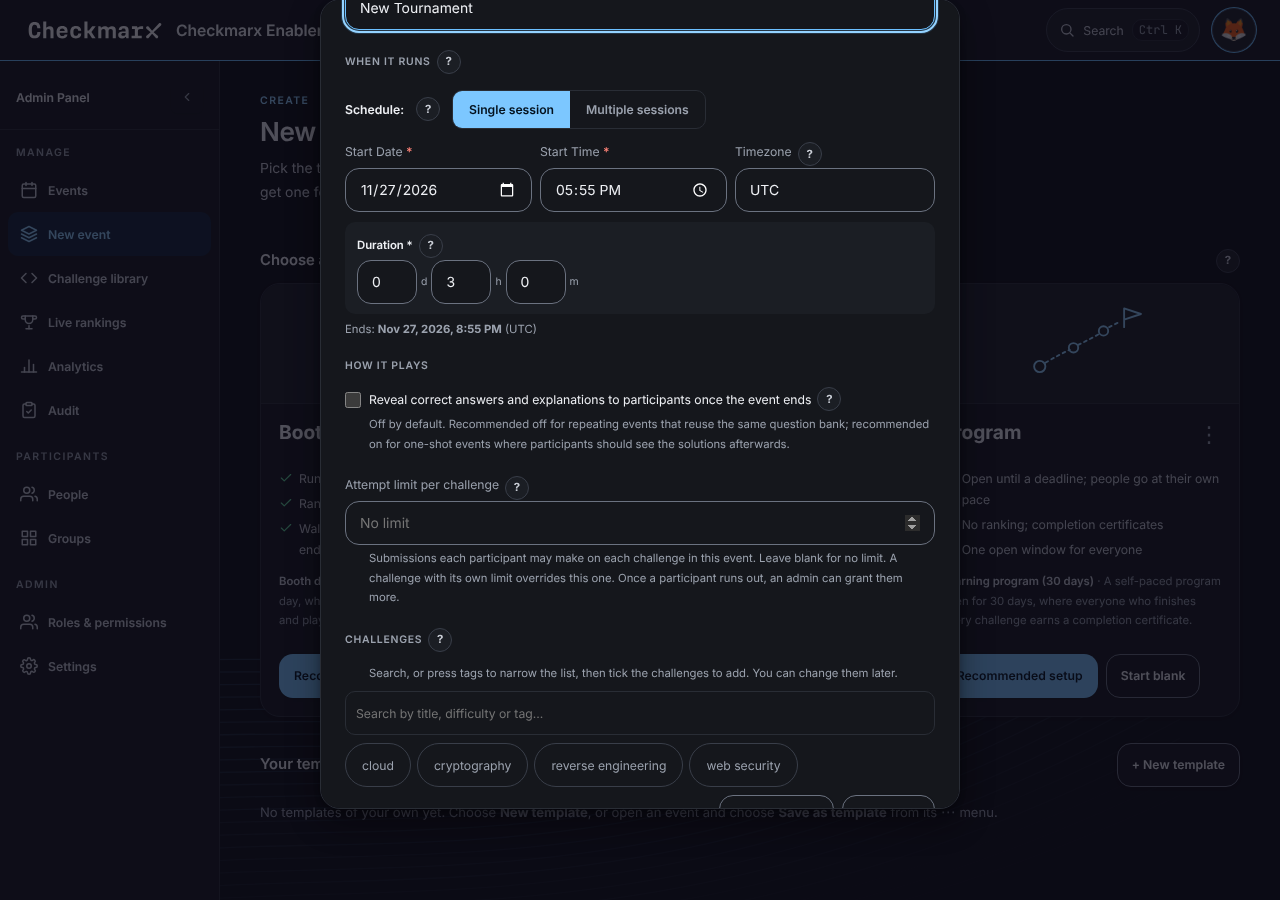 Checkmarx
Checkmarx Enabler
Search Ctrl K
Admin Panel
MANAGE
Events
New event
Challenge library
Live rankings
Analytics
Audit
PARTICIPANTS
People
Groups
ADMIN
Roles & permissions
Settings
CREATE
New
Pick the t
get one f
Choose a
?
Boot
Run
Ran
Wal
end
Booth d
day, wh
and pla
Reco
New Tournament
WHEN IT RUNS ?
Schedule: ? Single session Multiple sessions
Start Date * Start Time * Timezone ?
11/27/2026 05:55 PM UTC
Duration * ?
0 d 3 h 0 m
Ends: Nov 27, 2026, 8:55 PM (UTC)
HOW IT PLAYS
Reveal correct answers and explanations to participants once the event ends ?
Off by default. Recommended off for repeating events that reuse the same question bank; recommended
on for one-shot events where participants should see the solutions afterwards.
Attempt limit per challenge ?
No limit
Submissions each participant may make on each challenge in this event. Leave blank for no limit. A
challenge with its own limit overrides this one. Once a participant runs out, an admin can grant them
more.
CHALLENGES ?
Search, or press tags to narrow the list, then tick the challenges to add. You can change them later.
Search by title, difficulty or tag...
cloud cryptography reverse engineering web security
rogram
Open until a deadline; people go at their own
pace
No ranking; completion certificates
One open window for everyone
arning program (30 days) · A self-paced program
n for 30 days, where everyone who finishes
ry challenge earns a completion certificate.
Recommended setup Start blank
Your tem
+ New template
No templates of your own yet. Choose New template, or open an event and choose Save as template from its ··· menu.